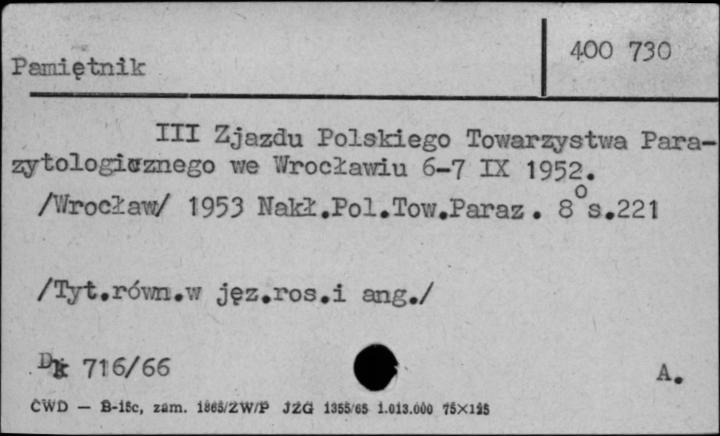 400 730
Pamiętnik
III Zjazdu Polskiego Towarzystwa Para-
zytologicznego we Wrocławiu 6-7 IX 1952.
/Wrocław/ 1953 Nakł.Pol.Tow.Paraz. 8° s.221
/Tyt.równ.w jęz.ros.i ang./
Dk 716/66
A.
CWD — B-15c, zam. 1865/ZW/P JZG 1355/65 1.013.000 75×125